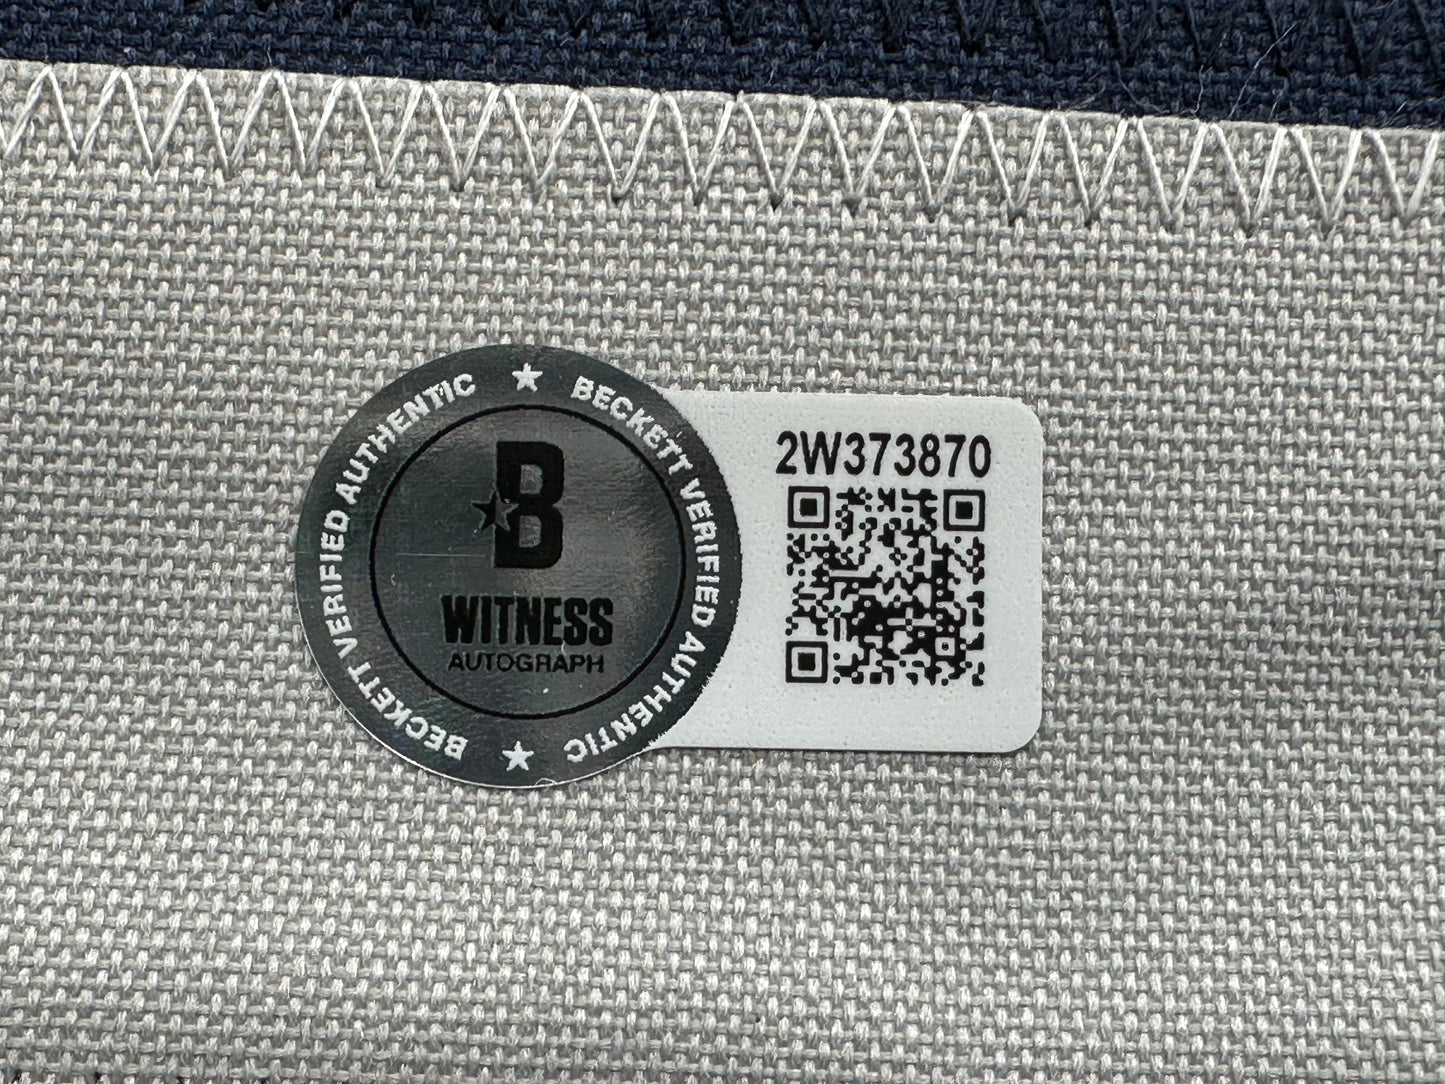 BECKETT VERIFIED AUTHENTIC ★ BECKETT VERIFIED AUTHENTIC ★
B
WITNESS
AUTOGRAPH
2W373870